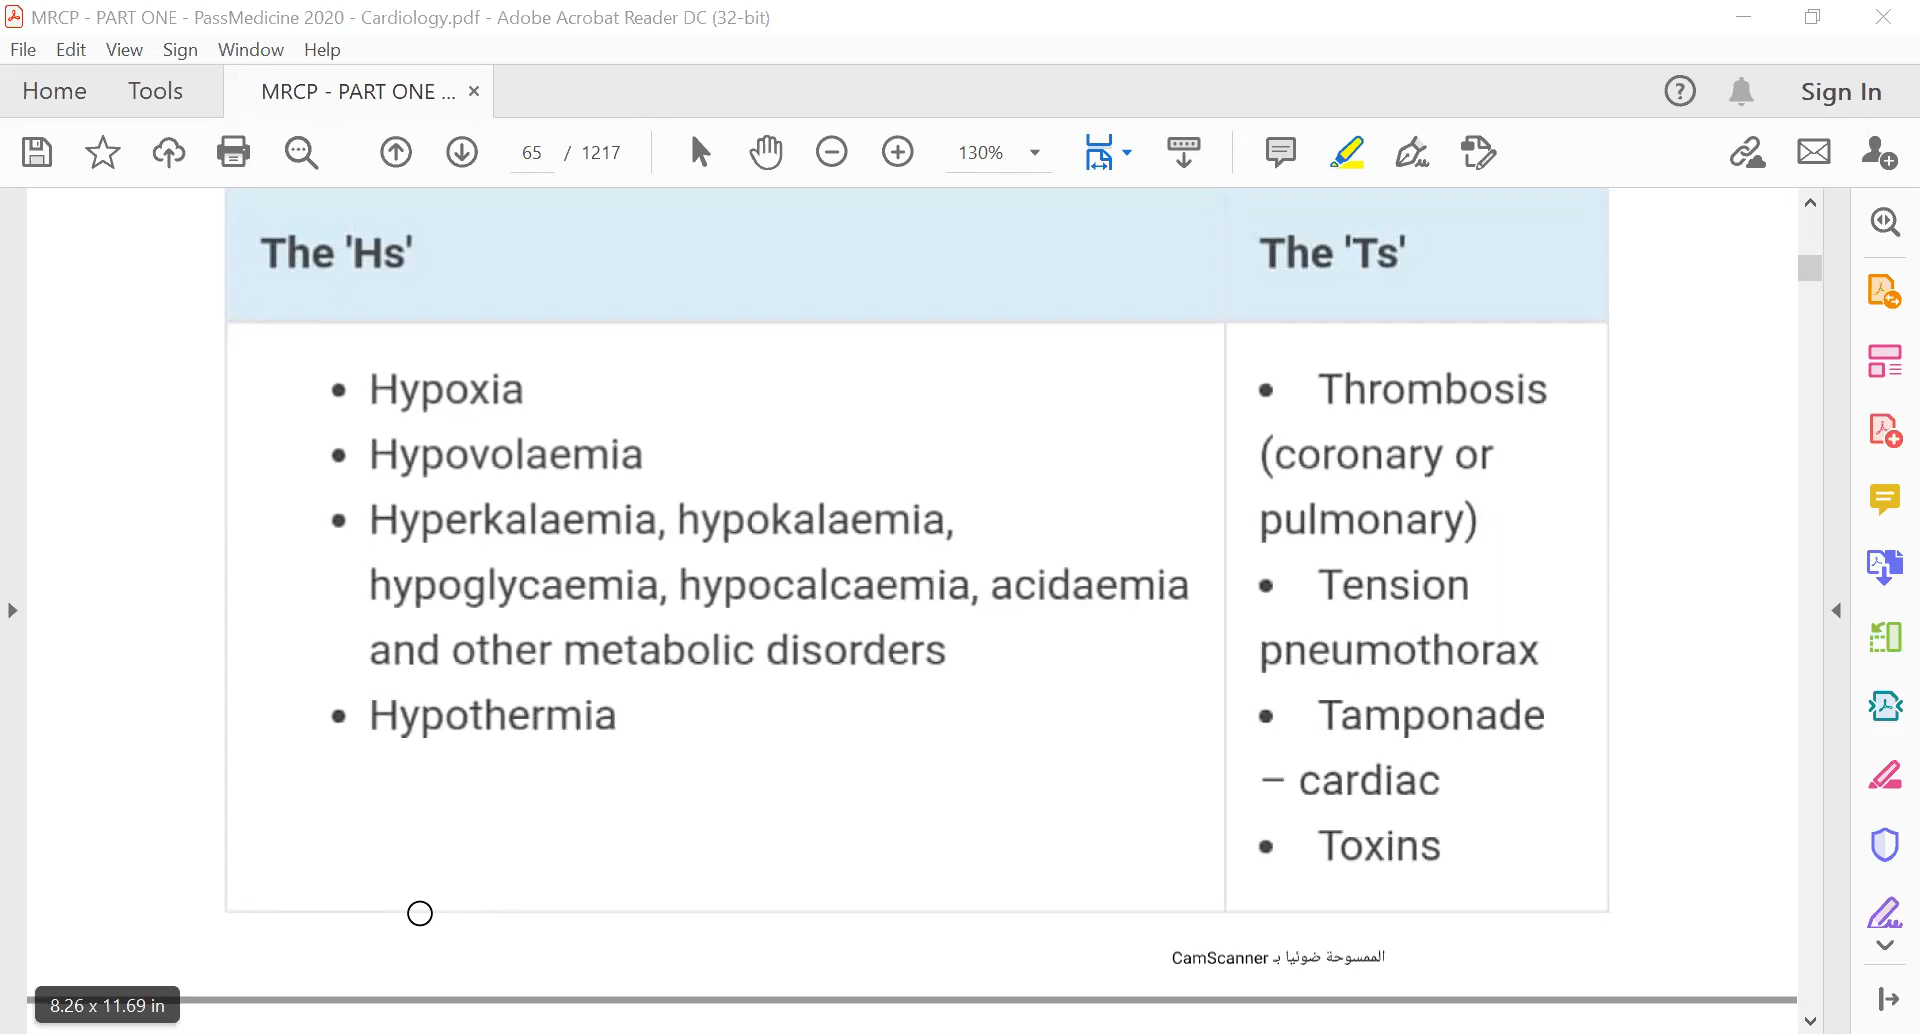 MRCP - PART ONE - PassMedicine 2020 - Cardiology.pdf - Adobe Acrobat Reader DC (32-bit)
File Edit View Sign Window Help
Home Tools MRCP - PART ONE ... × Sign In
65 / 1217 130%
The 'Hs' The 'Ts'
• Hypoxia
• Hypovolaemia
• Hyperkalaemia, hypokalaemia,
hypoglycaemia, hypocalcaemia, acidaemia
and other metabolic disorders
• Hypothermia
• Thrombosis
(coronary or
pulmonary)
• Tension
pneumothorax
• Tamponade
– cardiac
• Toxins
الممسوحة ضوئيا بـ CamScanner
8.26 x 11.69 in